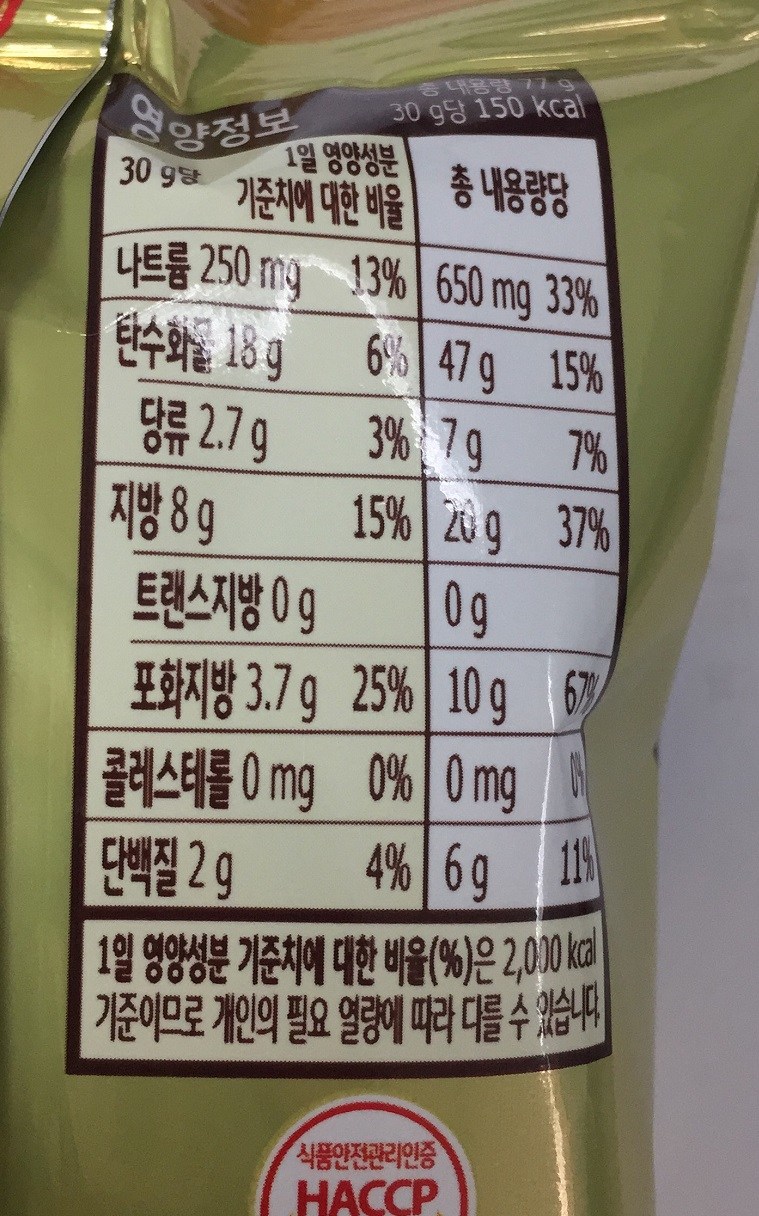 영양정보
총 내용량 77 g
30 g당 150 kcal
30 g당 1일 영양성분 기준치에 대한 비율 총 내용량당
나트륨 250 mg 13% 650 mg 33%
탄수화물 18 g 6% 47 g 15%
당류 2.7 g 3% 7 g 7%
지방 8 g 15% 20 g 37%
트랜스지방 0 g 0 g
포화지방 3.7 g 25% 10 g 67%
콜레스테롤 0 mg 0% 0 mg 0%
단백질 2 g 4% 6 g 11%
1일 영양성분 기준치에 대한 비율(%)은 2,000 kcal
기준이므로 개인의 필요 열량에 따라 다를 수 있습니다.
식품안전관리인증
HACCP